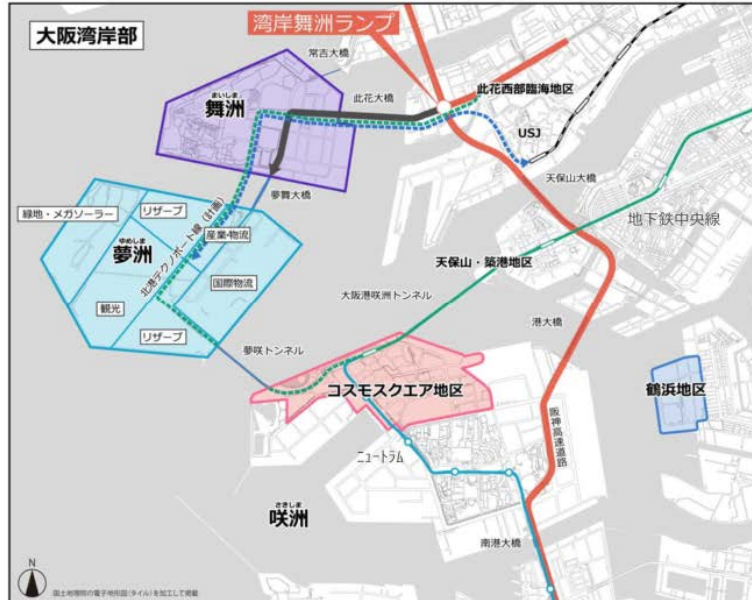 大阪湾岸部
湾岸舞洲ランプ
常吉大橋
まいしま
舞洲
此花大橋
此花西部臨海地区
USJ
夢舞大橋
天保山大橋
緑地・メガソーラー
リザーブ
北港テクノポート線（計画）
産業・物流
地下鉄中央線
ゆめしま
夢洲
国際物流
天保山・築港地区
観光
大阪港咲洲トンネル
リザーブ
港大橋
夢咲トンネル
コスモスクエア地区
鶴浜地区
阪神高速道路
ニュートラム
さきしま
咲洲
南港大橋
N
国土地理院の電子地形図（タイル）を加工して掲載